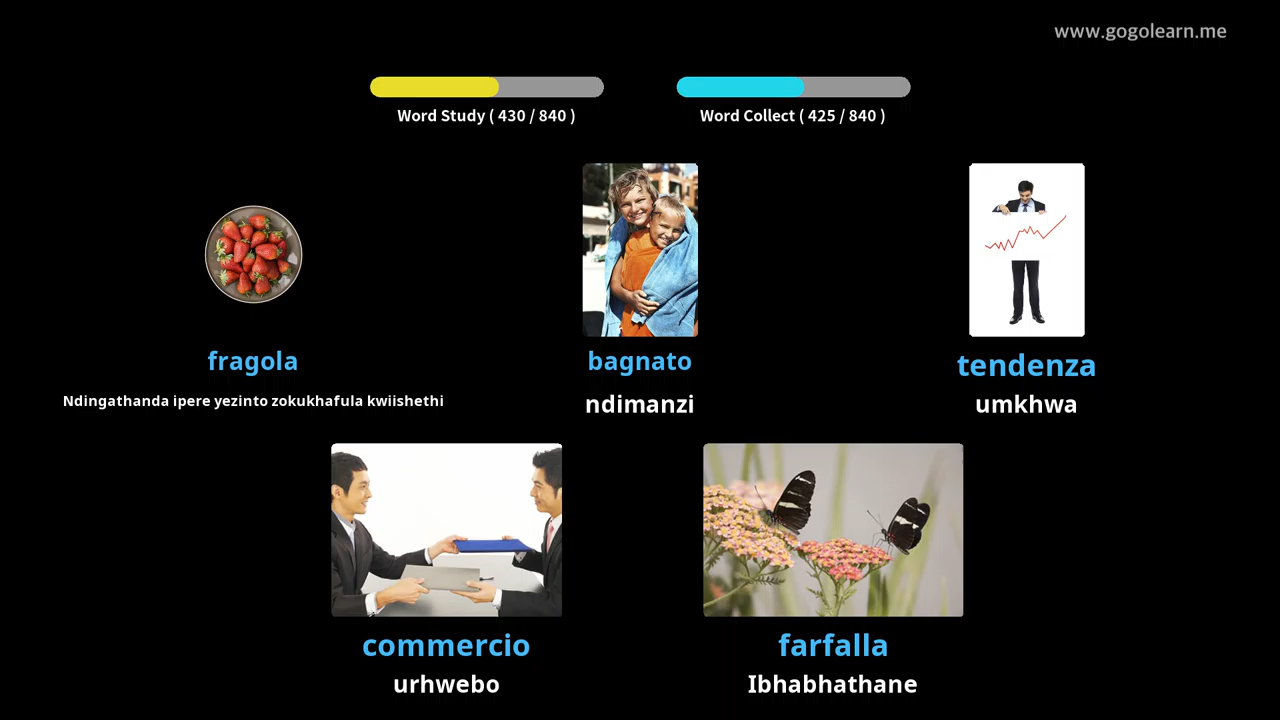 www.gogolearn.me
Word Study ( 430 / 840 )
Word Collect ( 425 / 840 )
fragola
Ndingathanda ipere yezinto zokukhafula kwiishethi
bagnato
ndimanzi
tendenza
umkhwa
commercio
urhwebo
farfalla
Ibhabhathane